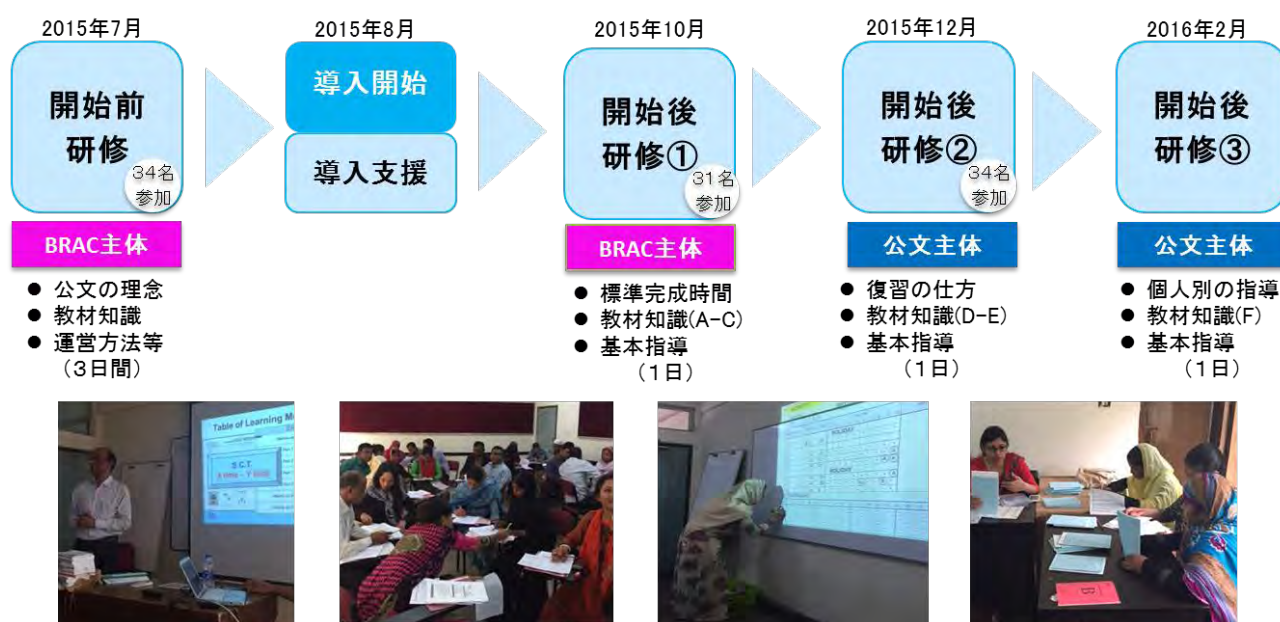 2015年7月
開始前
研修
34名
参加
BRAC主体
● 公文の理念
● 教材知識
● 運営方法等
（3日間）
2015年8月
導入開始
導入支援
2015年10月
開始後
研修①
31名
参加
BRAC主体
● 標準完成時間
● 教材知識(A-C)
● 基本指導
（1日）
2015年12月
開始後
研修②
34名
参加
公文主体
● 復習の仕方
● 教材知識(D-E)
● 基本指導
（1日）
2016年2月
開始後
研修③
公文主体
● 個人別の指導
● 教材知識(F)
● 基本指導
（1日）
Table of Learning M
S.C.T.
HOLIDAY
HOLIDAY
B